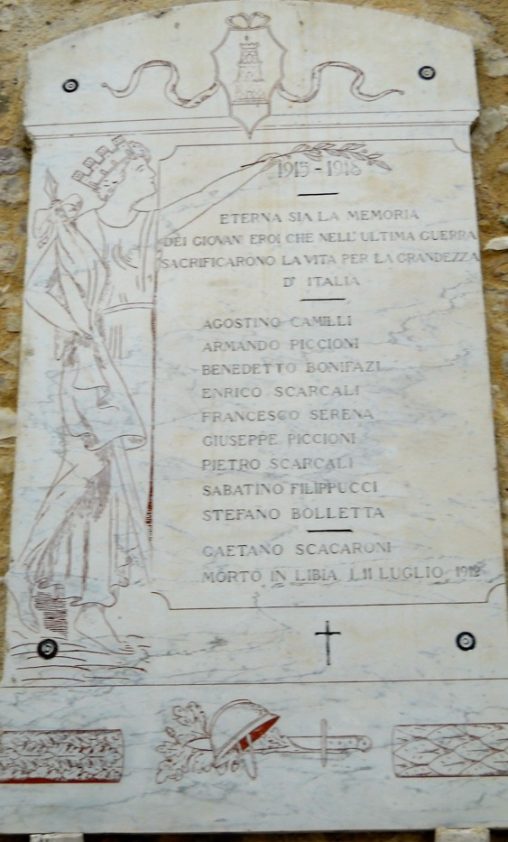 1915-1918
ETERNA SIA LA MEMORIA
DEI GIOVANI EROI CHE NELL'ULTIMA GUERRA
SACRIFICARONO LA VITA PER LA GRANDEZZA
D' ITALIA
AGOSTINO CAMILLI
ARMANDO PICCIONI
BENEDETTO BONIFAZI
ENRICO SCARCALI
FRANCESCO SERENA
GIUSEPPE PICCIONI
PIETRO SCARCALI
SABATINO FILIPPUCCI
STEFANO BOLLETTA
GAETANO SCACARONI
MORTO IN LIBIA L'11 LUGLIO 1912